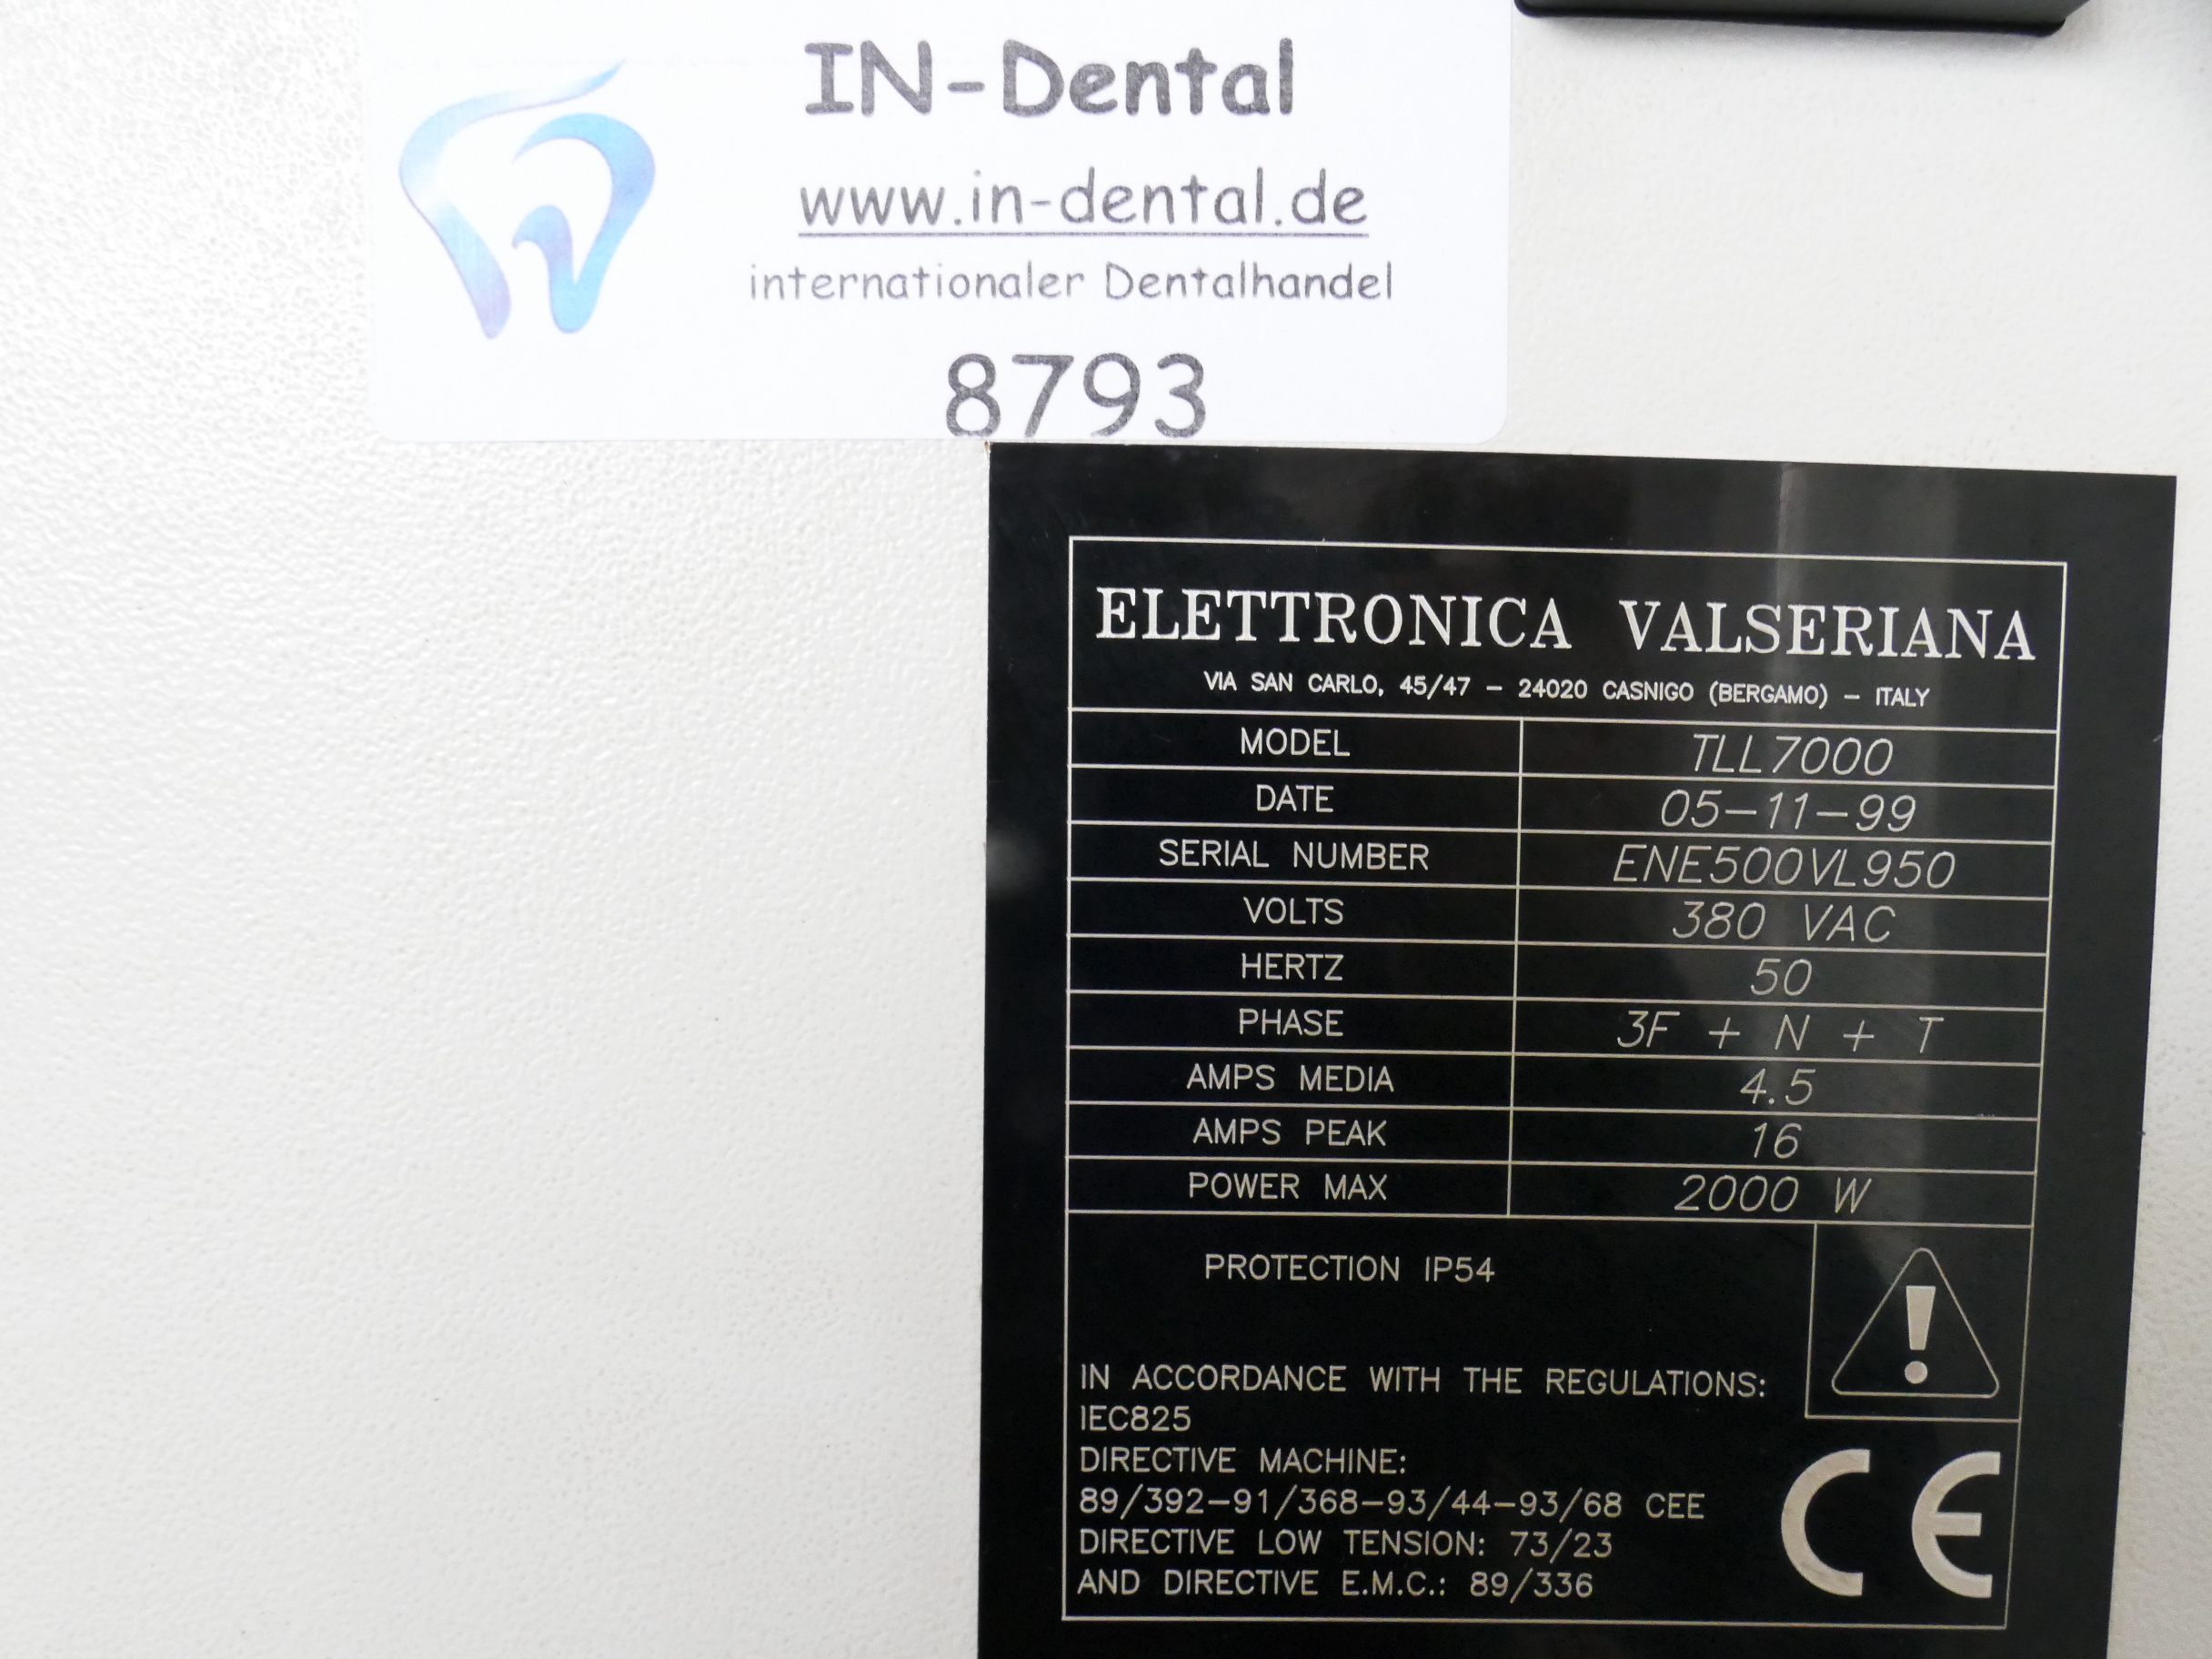 IN-Dental
www.in-dental.de
internationaler Dentalhandel
8793
ELETTRONICA VALSERIANA
VIA SAN CARLO, 45/47 – 24020 CASNIGO (BERGAMO) – ITALY
MODEL TLL7000
DATE 05-11-99
SERIAL NUMBER ENE500VL950
VOLTS 380 VAC
HERTZ 50
PHASE 3F + N + T
AMPS MEDIA 4.5
AMPS PEAK 16
POWER MAX 2000 W
PROTECTION IP54
IN ACCORDANCE WITH THE REGULATIONS:
IEC825
DIRECTIVE MACHINE:
89/392-91/368-93/44-93/68 CEE
DIRECTIVE LOW TENSION: 73/23
AND DIRECTIVE E.M.C.: 89/336
CE